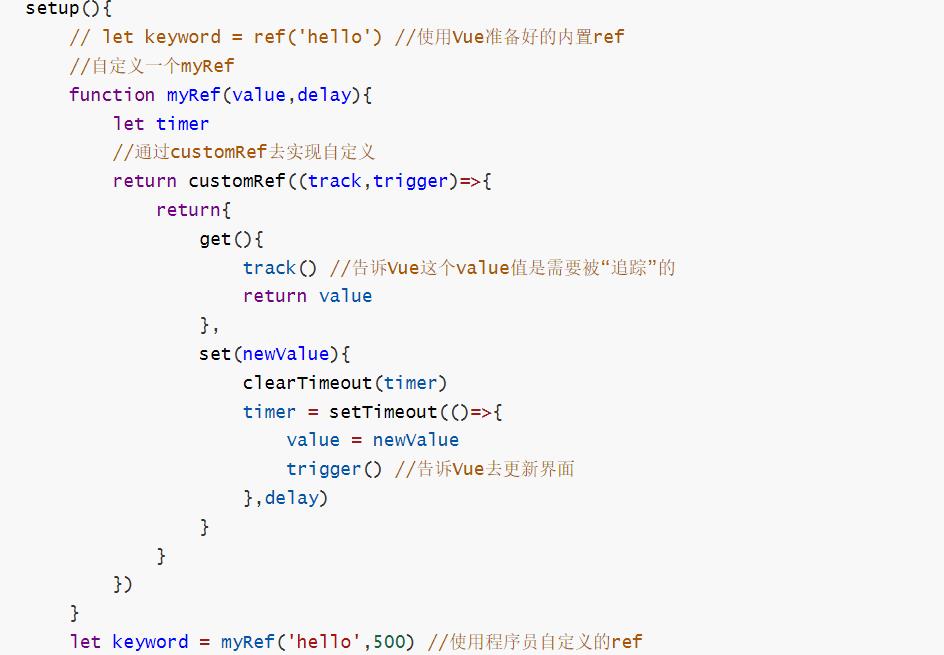 setup(){
// let keyword = ref('hello') //使用Vue准备好的内置ref
//自定义一个myRef
function myRef(value,delay){
let timer
//通过customRef去实现自定义
return customRef((track,trigger)=>{
return{
get(){
track() //告诉Vue这个value值是需要被“追踪”的
return value
},
set(newValue){
clearTimeout(timer)
timer = setTimeout(()=>{
value = newValue
trigger() //告诉Vue去更新界面
},delay)
}
}
})
}
let keyword = myRef('hello',500) //使用程序员自定义的ref